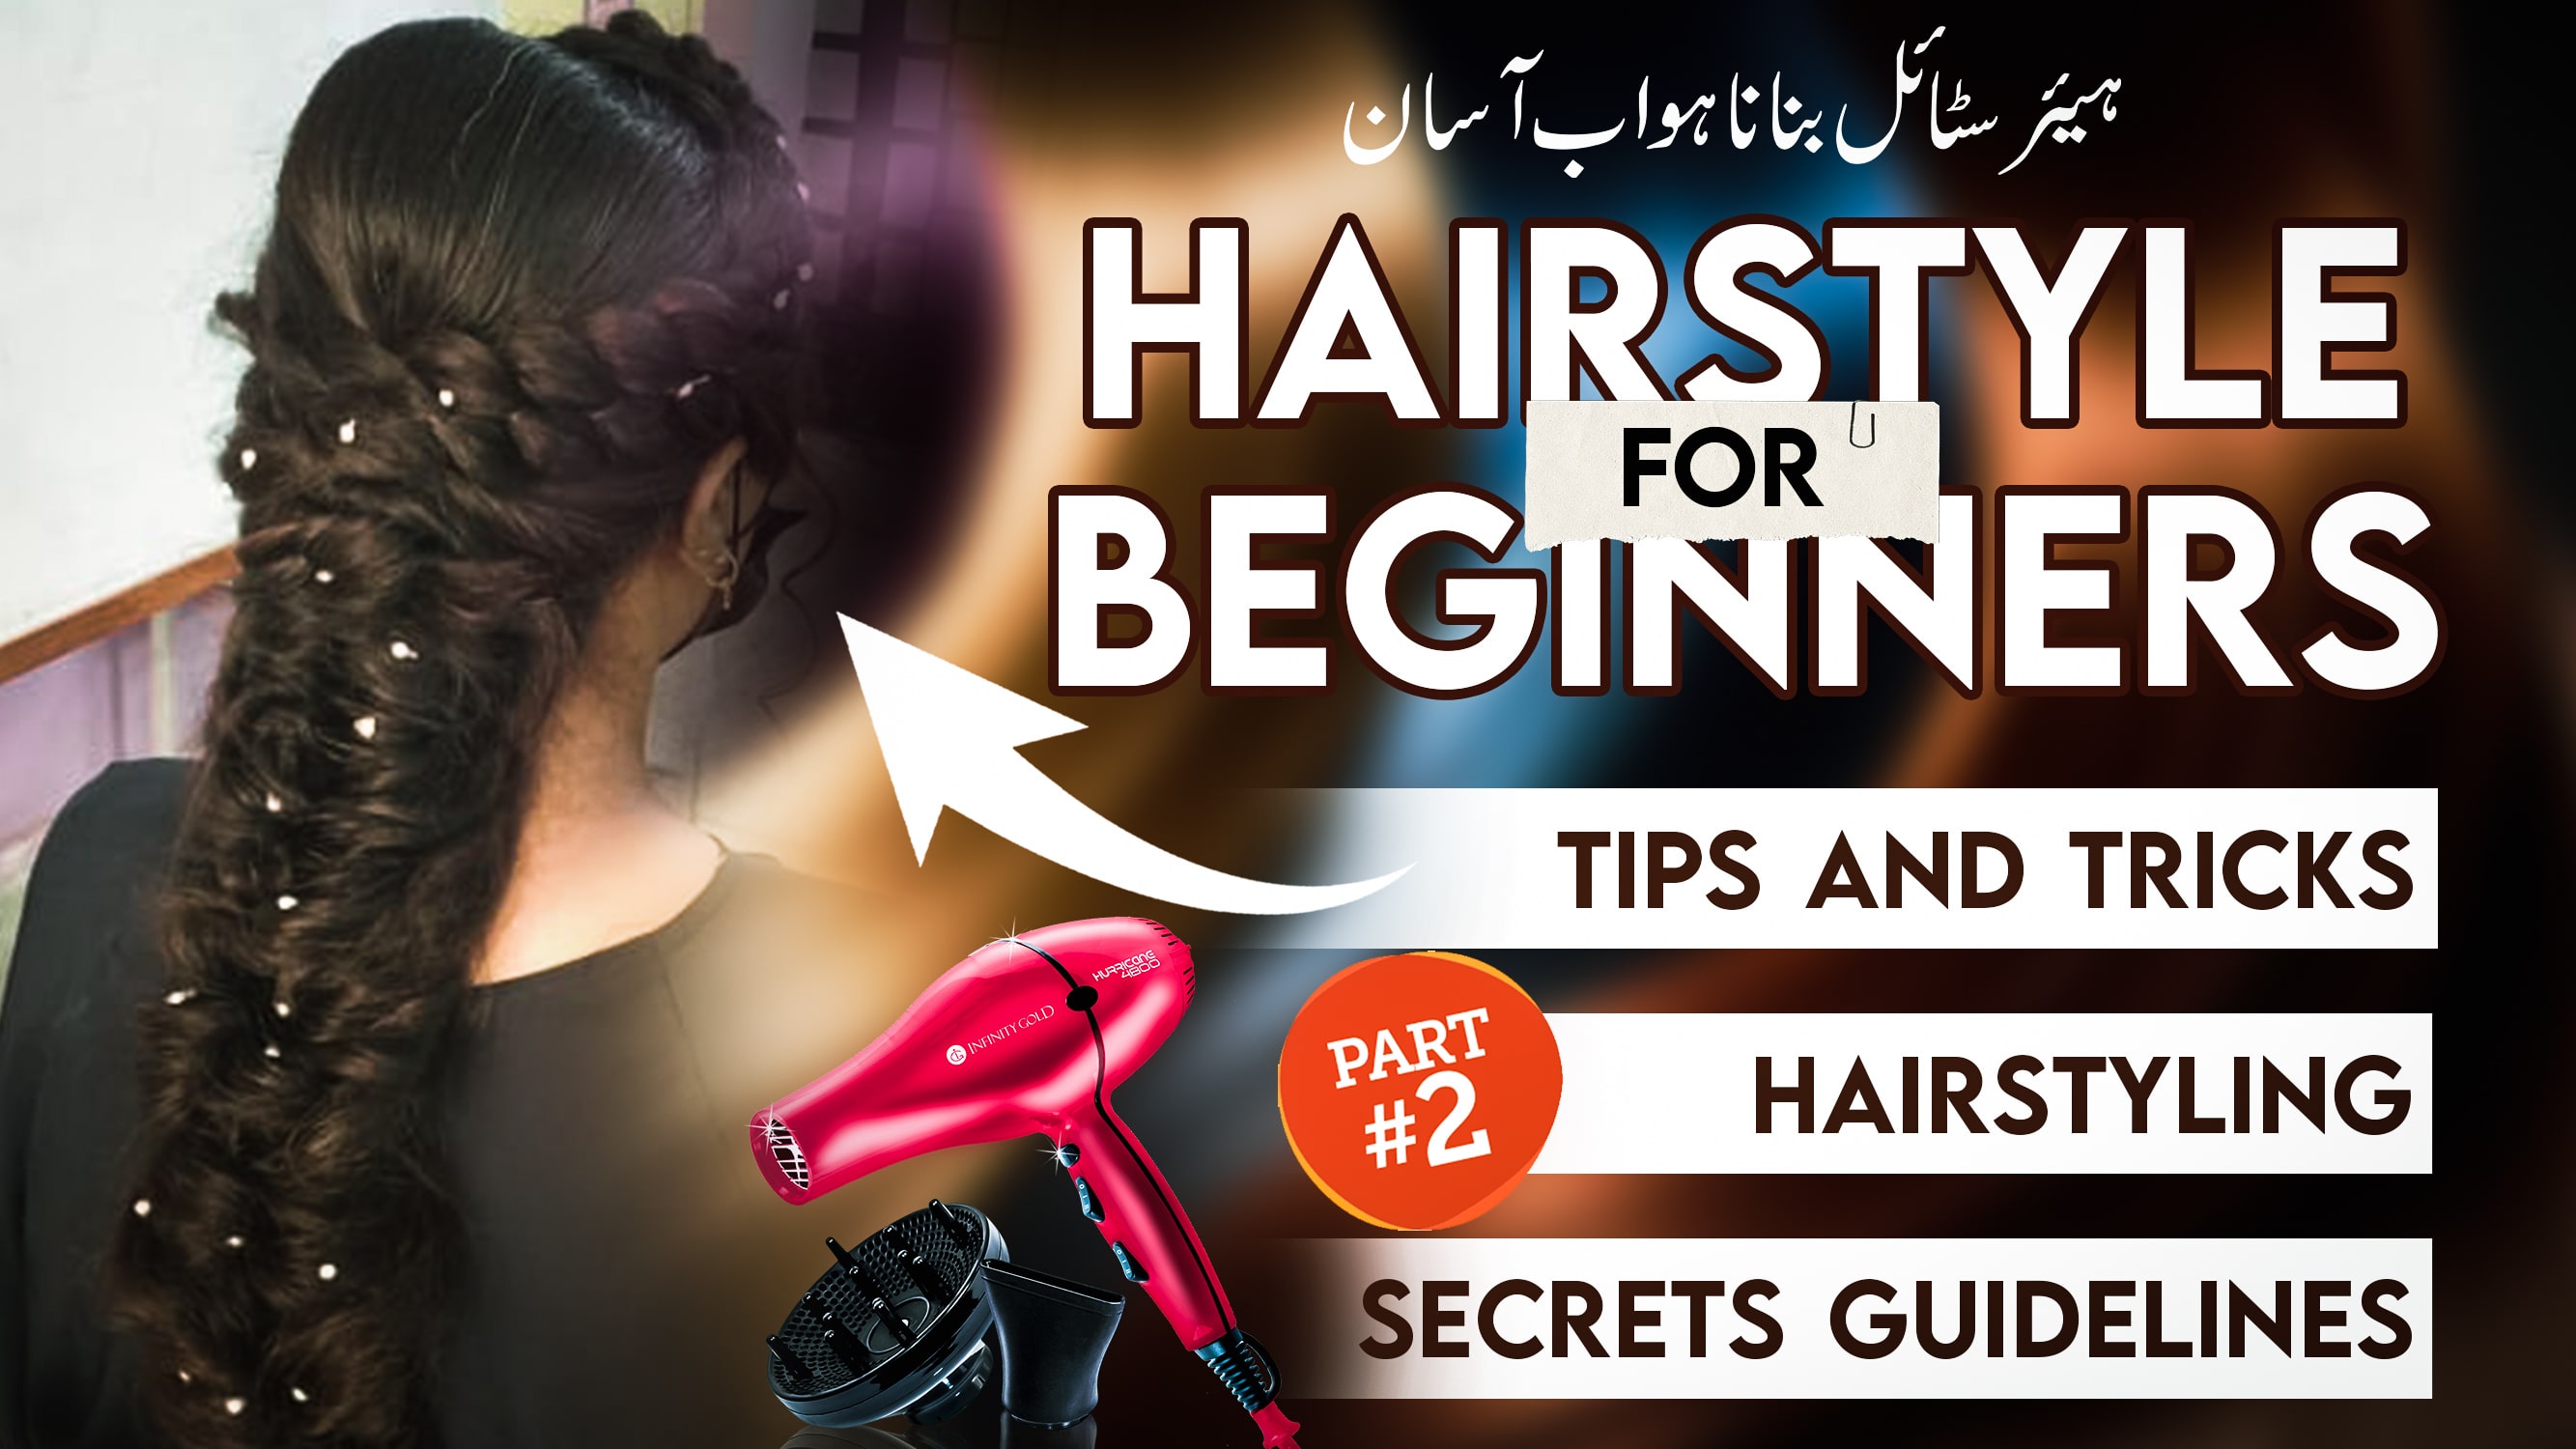 ہیئر سٹائل بنانا ہوا اب آسان
HAIRSTYLE
FOR
BEGINNERS
TIPS AND TRICKS
HURRICANE
4800
INFINITY GOLD
PART
#2
HAIRSTYLING
SECRETS GUIDELINES